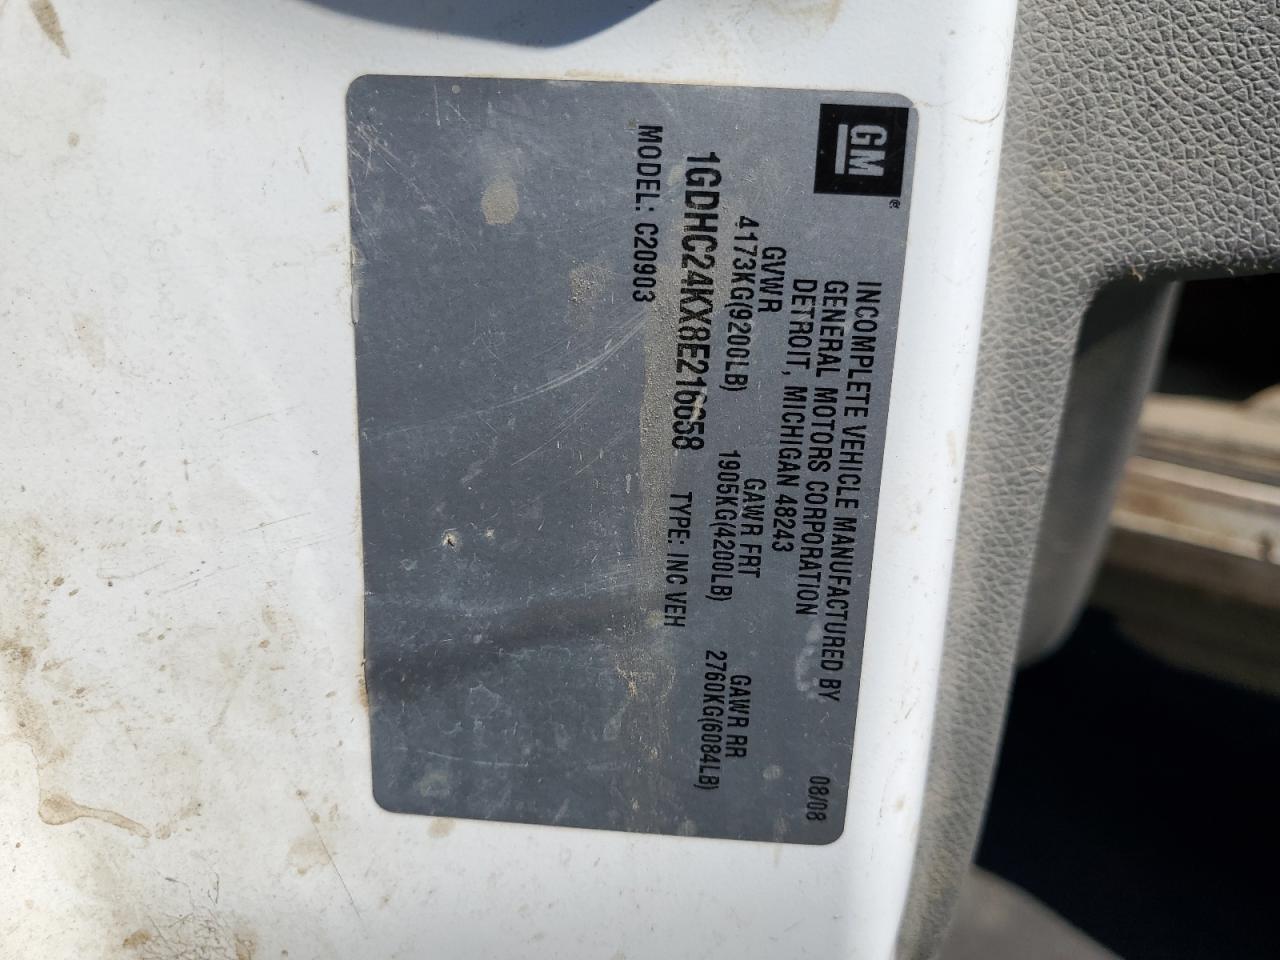 GM®
INCOMPLETE VEHICLE MANUFACTURED BY
GENERAL MOTORS CORPORATION
DETROIT, MICHIGAN 48243
08/08
GVWR GAWR FRT GAWR RR
4173KG(9200LB) 1905KG(4200LB) 2760KG(6084LB)
1GDHC24KX8E216658 TYPE: INC VEH
MODEL: C20903